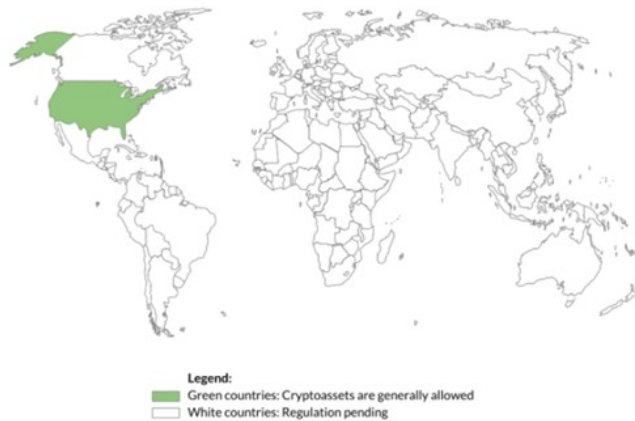 Legend:
Green countries: Cryptoassets are generally allowed
White countries: Regulation pending